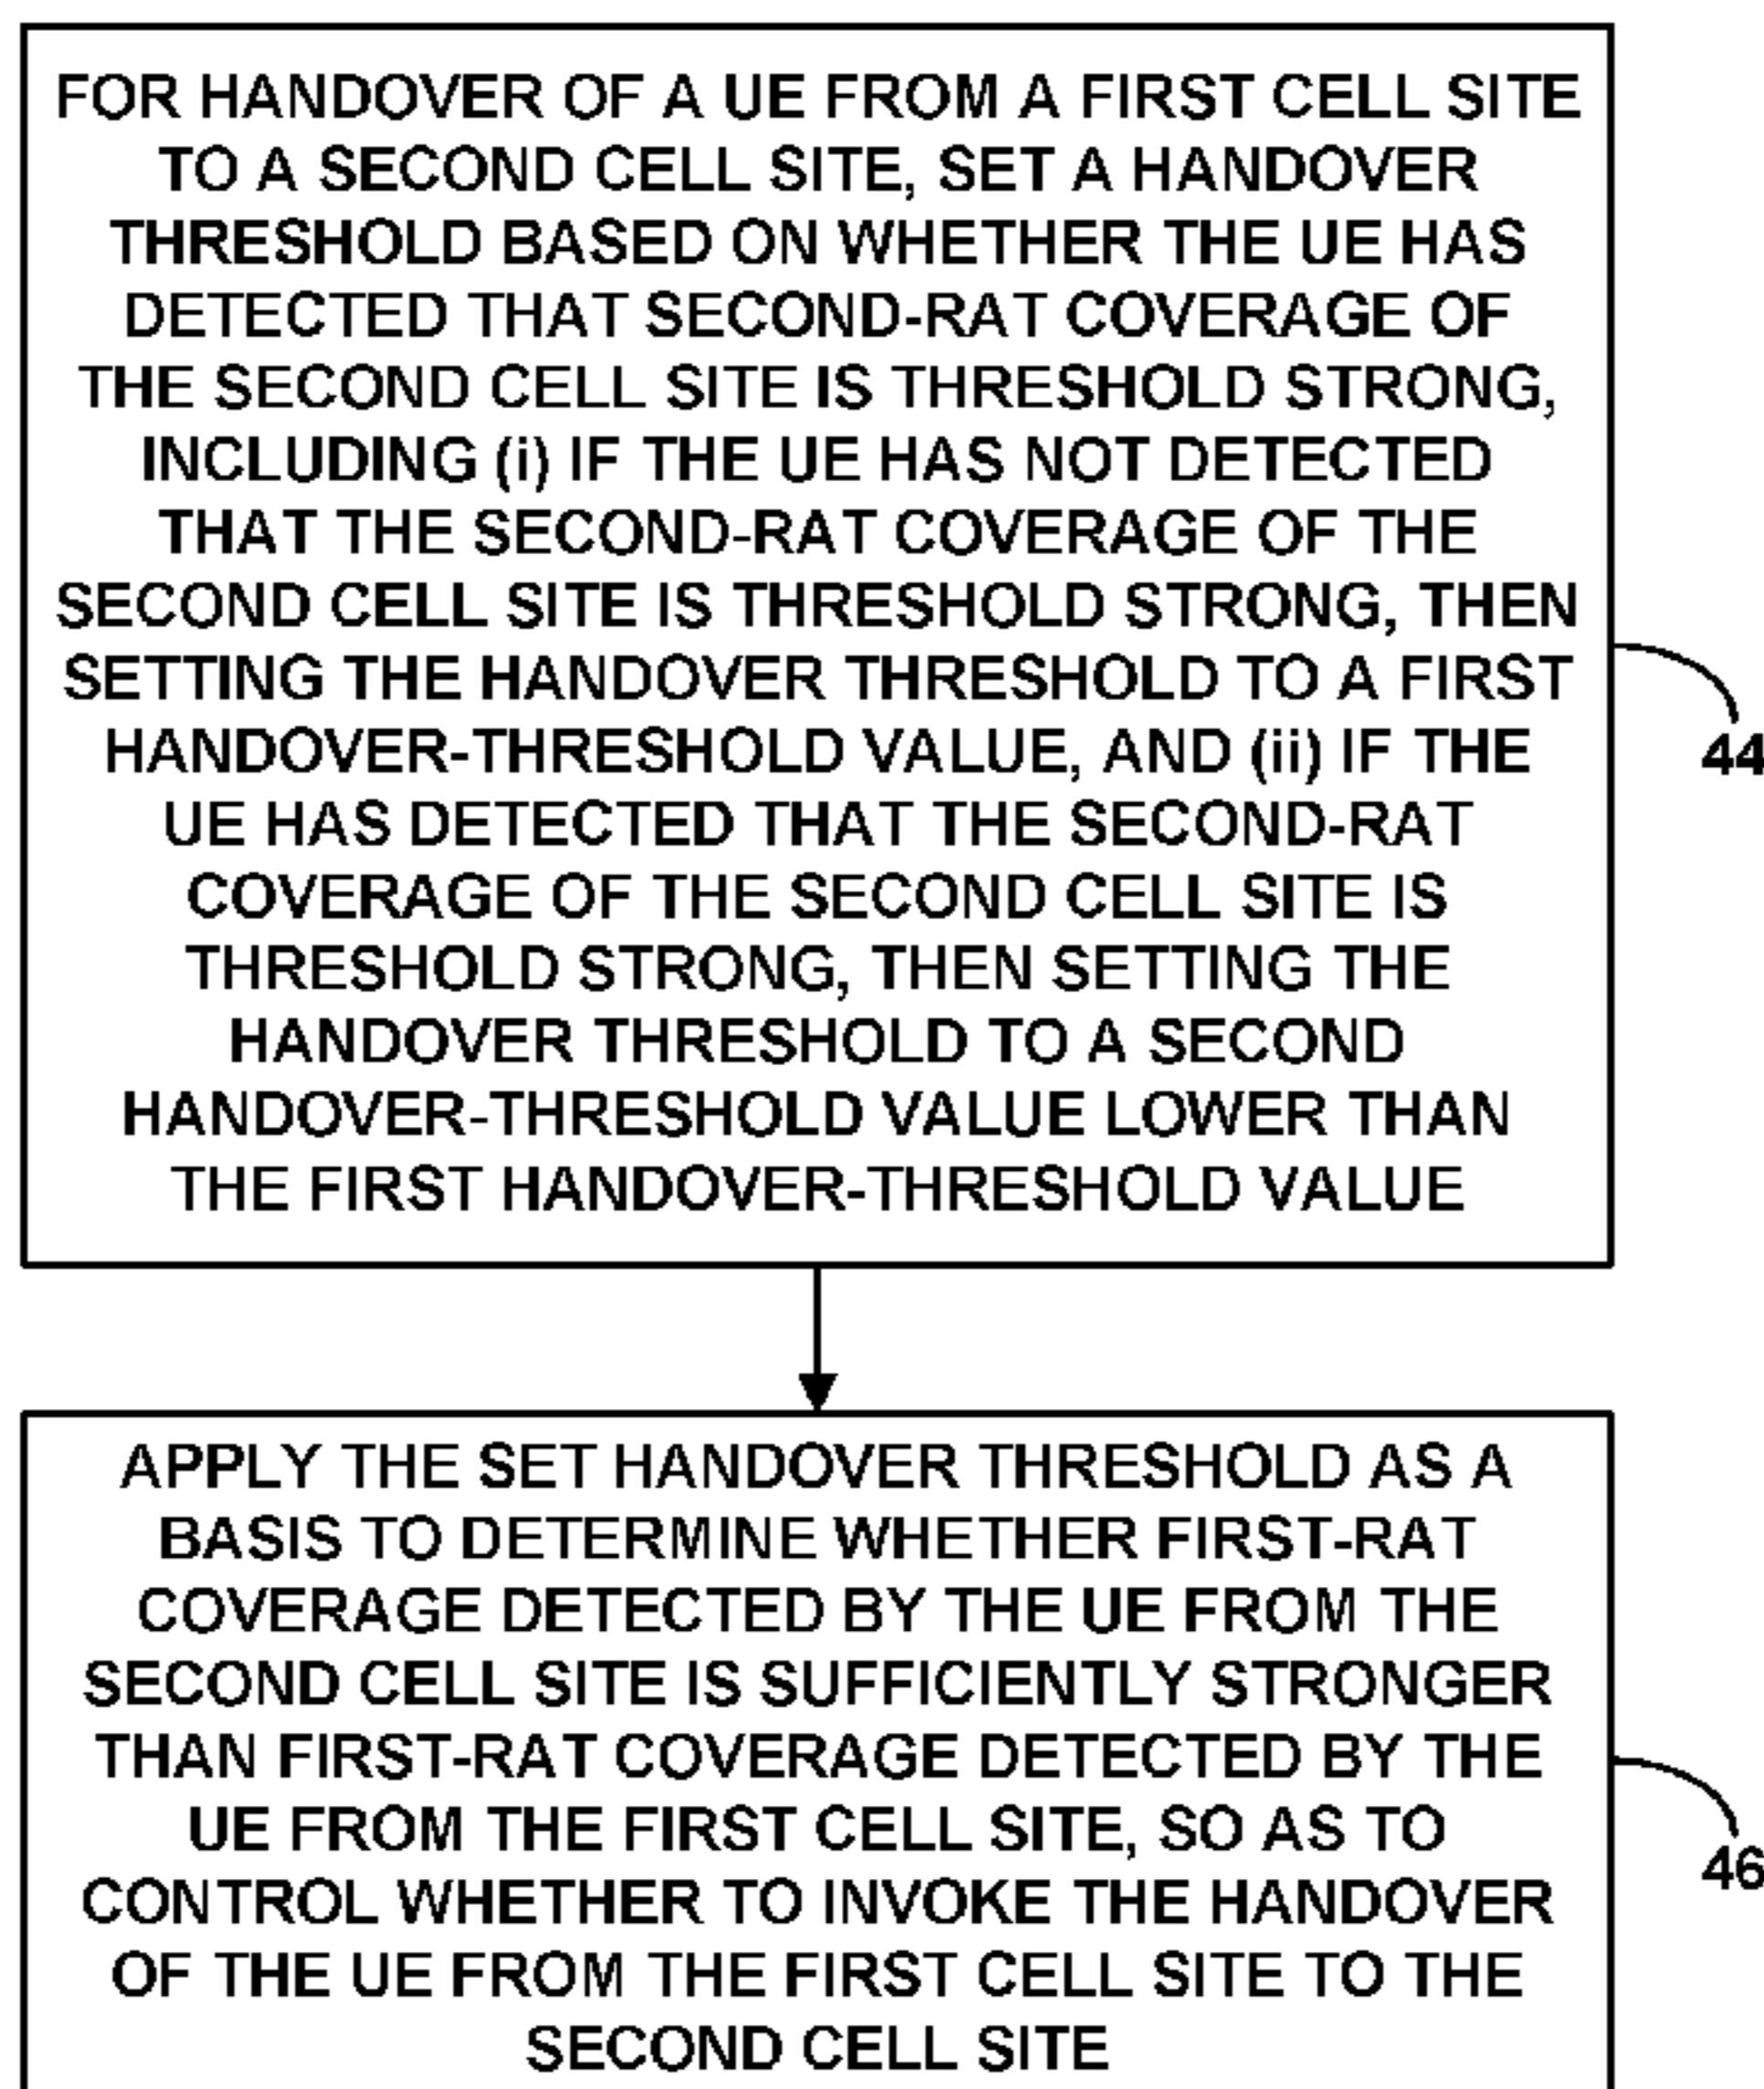 FOR HANDOVER OF A UE FROM A FIRST CELL SITE
TO A SECOND CELL SITE, SET A HANDOVER
THRESHOLD BASED ON WHETHER THE UE HAS
DETECTED THAT SECOND-RAT COVERAGE OF
THE SECOND CELL SITE IS THRESHOLD STRONG,
INCLUDING (i) IF THE UE HAS NOT DETECTED
THAT THE SECOND-RAT COVERAGE OF THE
SECOND CELL SITE IS THRESHOLD STRONG, THEN
SETTING THE HANDOVER THRESHOLD TO A FIRST
HANDOVER-THRESHOLD VALUE, AND (ii) IF THE
UE HAS DETECTED THAT THE SECOND-RAT
COVERAGE OF THE SECOND CELL SITE IS
THRESHOLD STRONG, THEN SETTING THE
HANDOVER THRESHOLD TO A SECOND
HANDOVER-THRESHOLD VALUE LOWER THAN
THE FIRST HANDOVER-THRESHOLD VALUE
44
APPLY THE SET HANDOVER THRESHOLD AS A
BASIS TO DETERMINE WHETHER FIRST-RAT
COVERAGE DETECTED BY THE UE FROM THE
SECOND CELL SITE IS SUFFICIENTLY STRONGER
THAN FIRST-RAT COVERAGE DETECTED BY THE
UE FROM THE FIRST CELL SITE, SO AS TO
CONTROL WHETHER TO INVOKE THE HANDOVER
OF THE UE FROM THE FIRST CELL SITE TO THE
SECOND CELL SITE
46